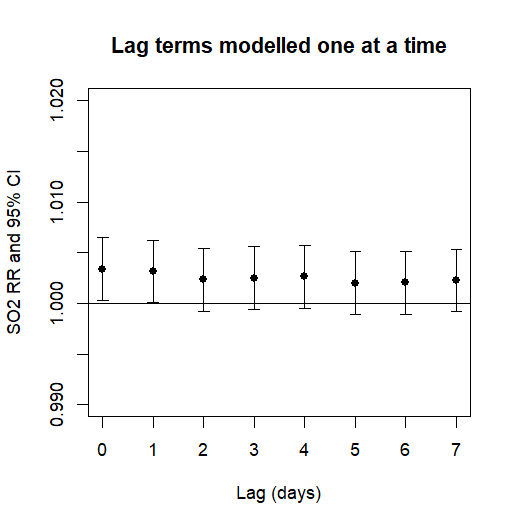 Lag terms modelled one at a time
SO2 RR and 95% CI
1.020
1.010
1.000
0.990
0 1 2 3 4 5 6 7
Lag (days)